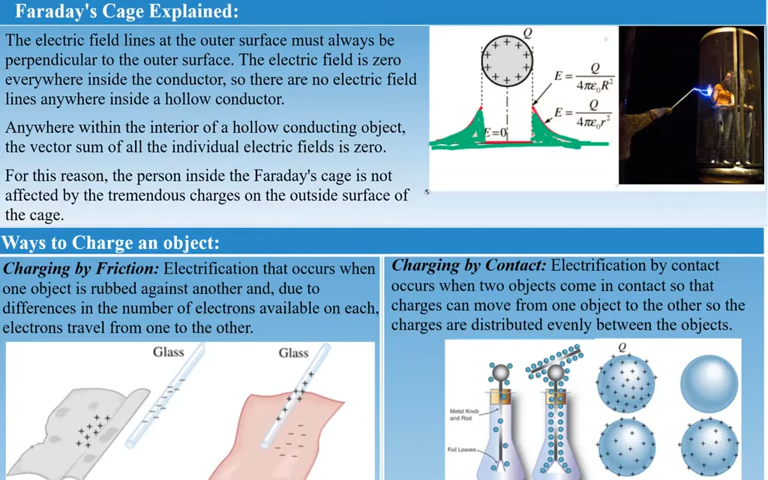 Faraday's Cage Explained:
The electric field lines at the outer surface must always be
perpendicular to the outer surface. The electric field is zero
everywhere inside the conductor, so there are no electric field
lines anywhere inside a hollow conductor.
Anywhere within the interior of a hollow conducting object,
the vector sum of all the individual electric fields is zero.
For this reason, the person inside the Faraday's cage is not
affected by the tremendous charges on the outside surface of
the cage.
Q
E = Q / 4πε₀R²
E = Q / 4πε₀r²
E=0
Ways to Charge an object:
Charging by Friction: Electrification that occurs when
one object is rubbed against another and, due to
differences in the number of electrons available on each,
electrons travel from one to the other.
Glass
Glass
Charging by Contact: Electrification by contact
occurs when two objects come in contact so that
charges can move from one object to the other so the
charges are distributed evenly between the objects.
Metal Knob
and Rod
Foil Leaves
Q